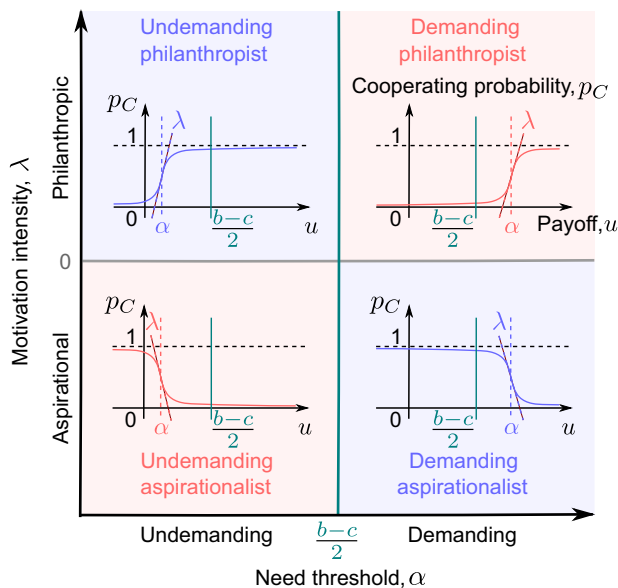 Undemanding
philanthropist
Demanding
philanthropist
Cooperating probability, p_C
p_C
λ
1
0
α
b−c
2
u
λ
1
0
b−c
2
α
Payoff, u
Motivation intensity, λ
Philanthropic
0
Aspirational
p_C
λ
1
0
α
b−c
2
u
p_C
λ
1
0
b−c
2
α
u
Undemanding
aspirationalist
Demanding
aspirationalist
Undemanding
b−c
2
Demanding
Need threshold, α